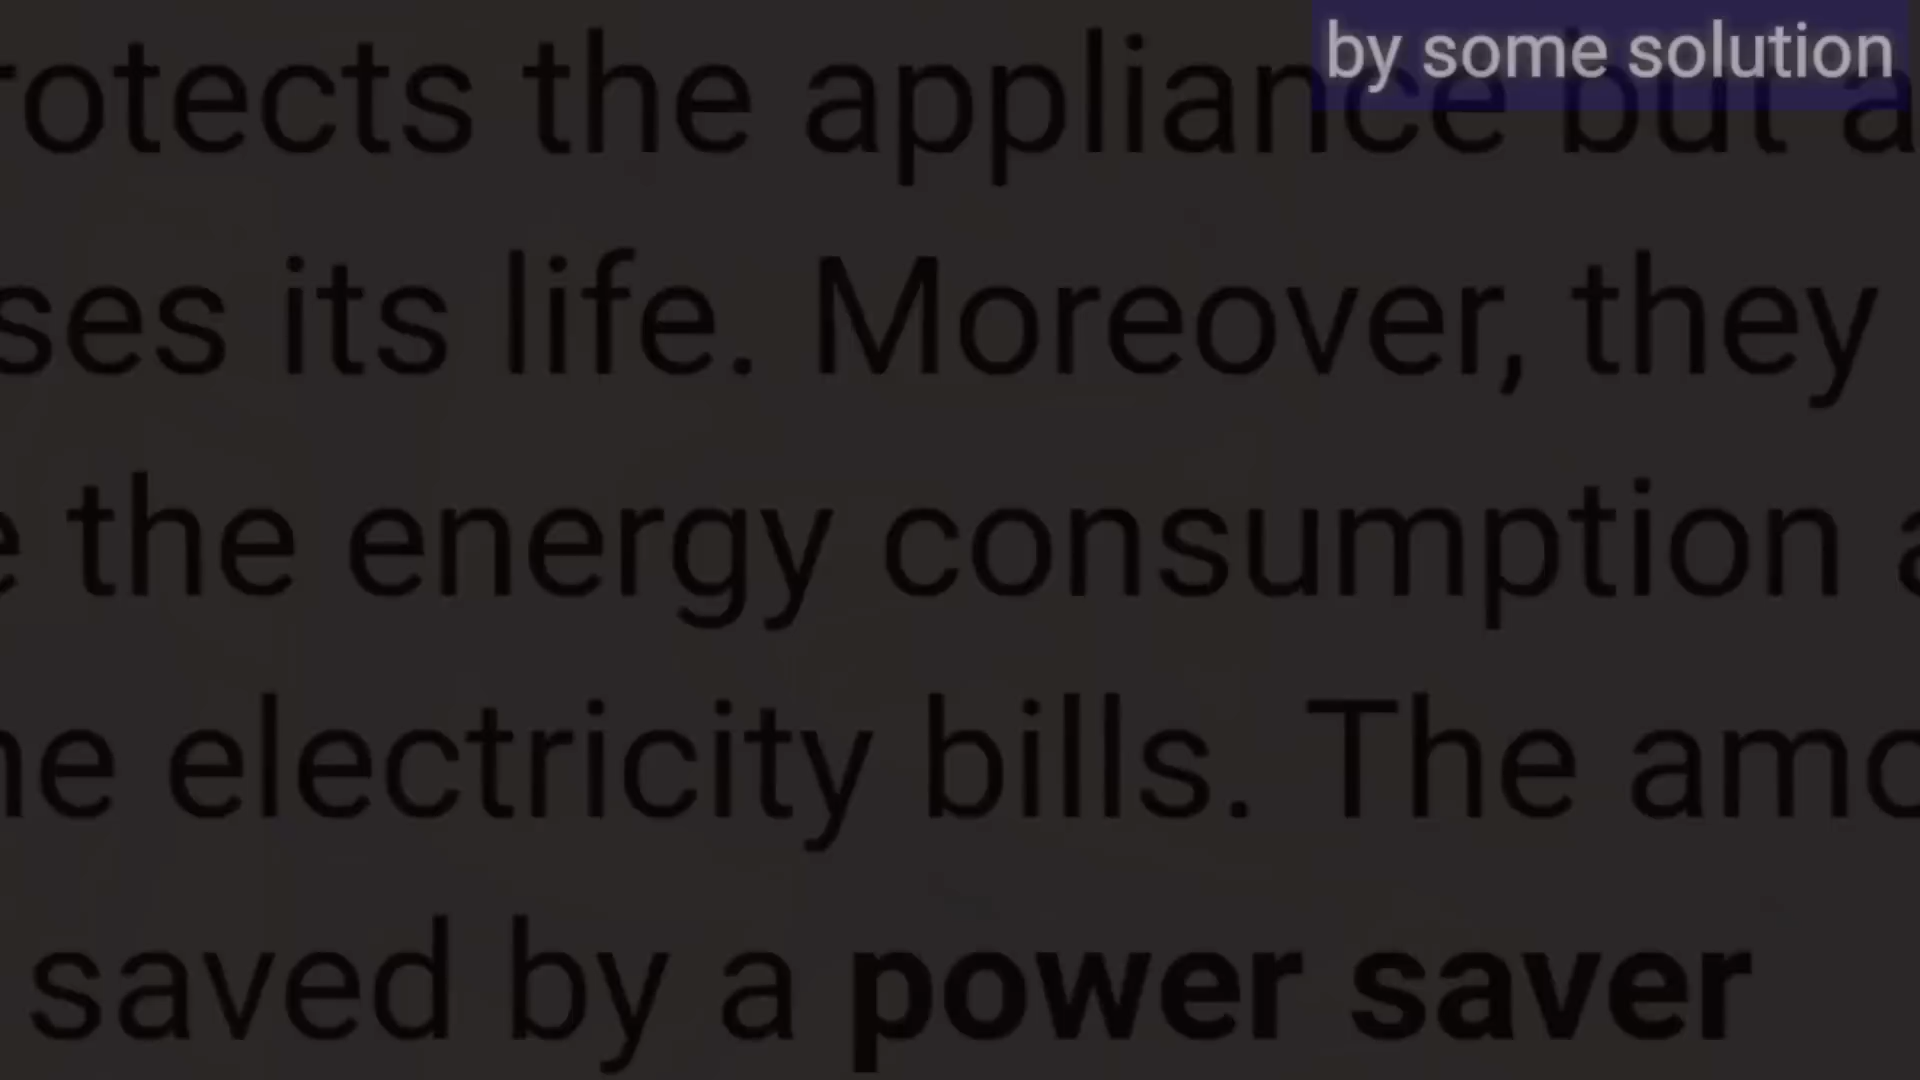 by some solution
rotects the appliance but a
ses its life. Moreover, they
e the energy consumption a
ne electricity bills. The amo
saved by a power saver